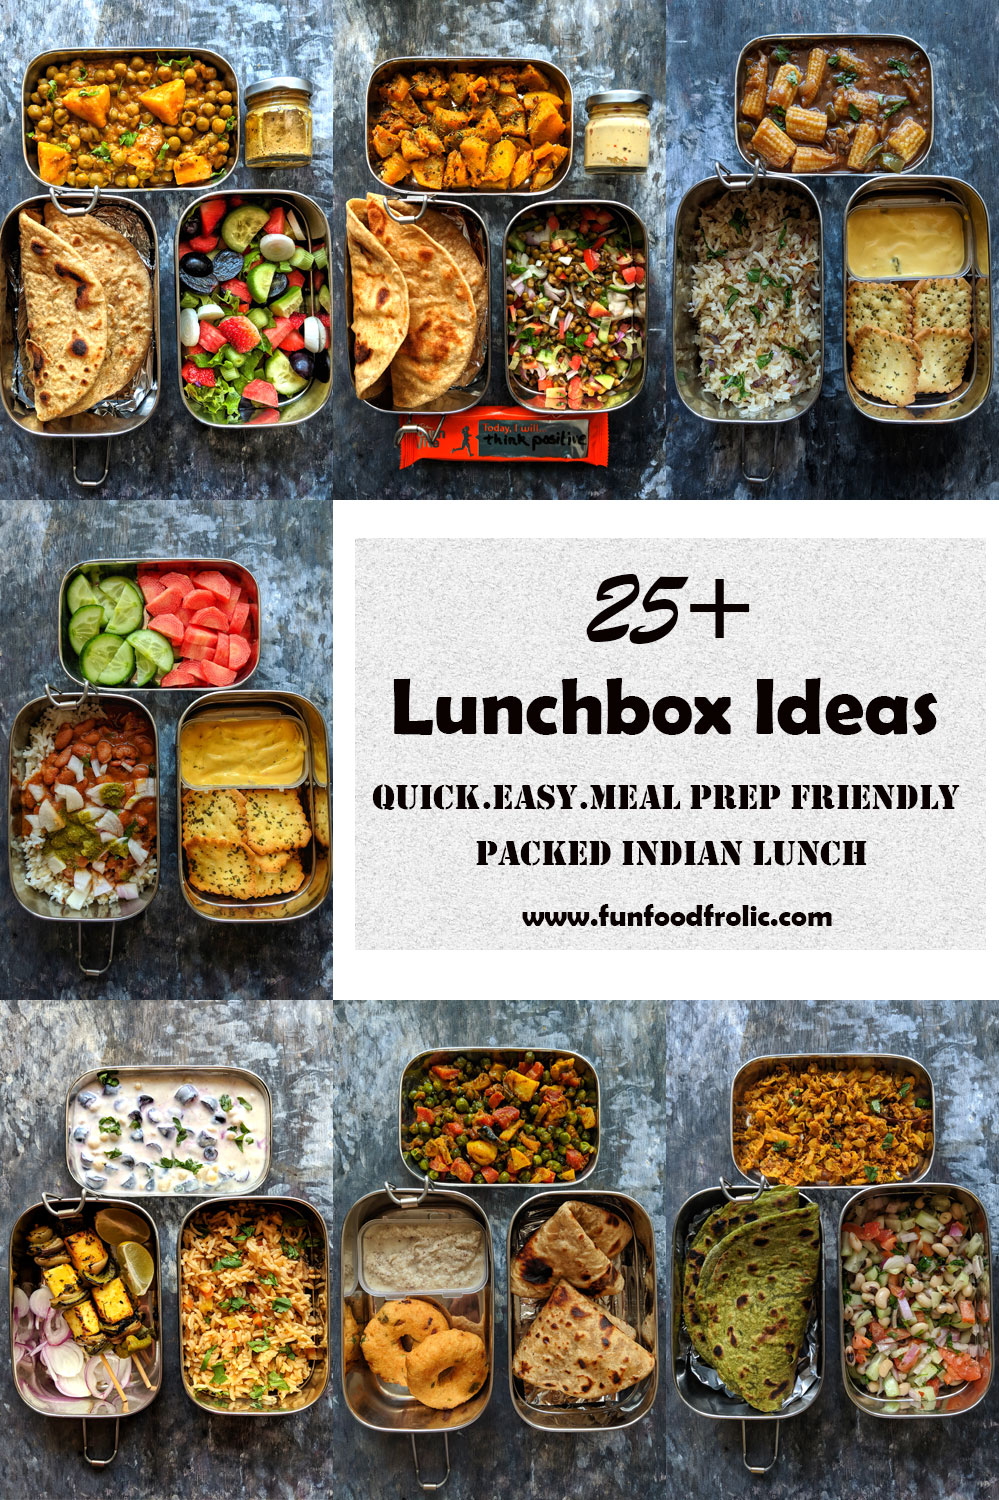 Today, I will
think positive
25+
Lunchbox Ideas
QUICK.EASY.MEAL PREP FRIENDLY
PACKED INDIAN LUNCH
www.funfoodfrolic.com